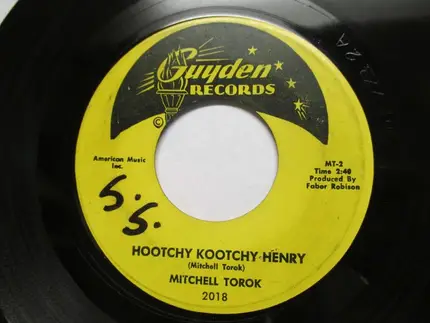 Guyden
RECORDS
©
American Music
Inc.
MT-2
Time 2:40
Produced By
Fabor Robison
S.S.
HOOTCHY KOOTCHY HENRY
(Mitchell Torok)
MITCHELL TOROK
2018